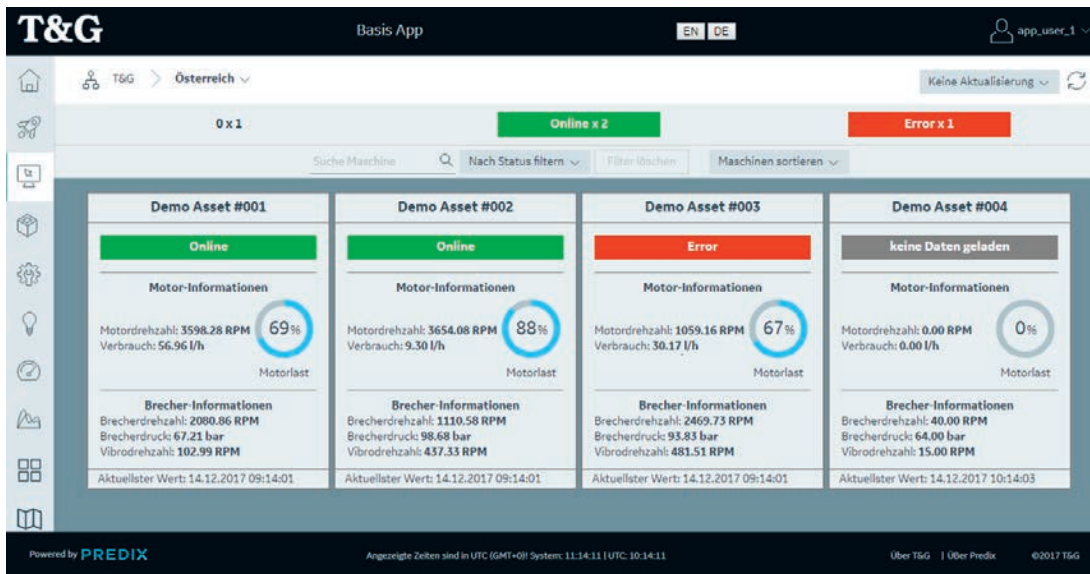 T&G
Basis App
EN DE
app_user_1
T&G Österreich
Keine Aktualisierung
0 x 1
Online x 2
Error x 1
Suche Maschine
Nach Status filtern
Filter löschen
Maschinen sortieren
Demo Asset #001
Online
Motor-Informationen
Motordrehzahl: 3598.28 RPM
Verbrauch: 56.96 l/h
69%
Motorlast
Brecher-Informationen
Brecherdrehzahl: 2080.86 RPM
Brecherdruck: 67.21 bar
Vibrodrehzahl: 102.99 RPM
Aktuellster Wert: 14.12.2017 09:14:01
Demo Asset #002
Online
Motor-Informationen
Motordrehzahl: 3654.08 RPM
Verbrauch: 9.30 l/h
88%
Motorlast
Brecher-Informationen
Brecherdrehzahl: 1110.58 RPM
Brecherdruck: 98.68 bar
Vibrodrehzahl: 437.33 RPM
Aktuellster Wert: 14.12.2017 09:14:01
Demo Asset #003
Error
Motor-Informationen
Motordrehzahl: 1059.16 RPM
Verbrauch: 30.17 l/h
67%
Motorlast
Brecher-Informationen
Brecherdrehzahl: 2469.73 RPM
Brecherdruck: 93.83 bar
Vibrodrehzahl: 481.51 RPM
Aktuellster Wert: 14.12.2017 09:14:01
Demo Asset #004
keine Daten geladen
Motor-Informationen
Motordrehzahl: 0.00 RPM
Verbrauch: 0.00 l/h
0%
Motorlast
Brecher-Informationen
Brecherdrehzahl: 40.00 RPM
Brecherdruck: 64.00 bar
Vibrodrehzahl: 15.00 RPM
Aktuellster Wert: 14.12.2017 10:14:03
Powered by PREDIX
Angezeigte Zeiten sind in UTC (GMT+0)! System: 11:14:11 | UTC: 10:14:11
Über T&G | Über Predix ©2017 T&G